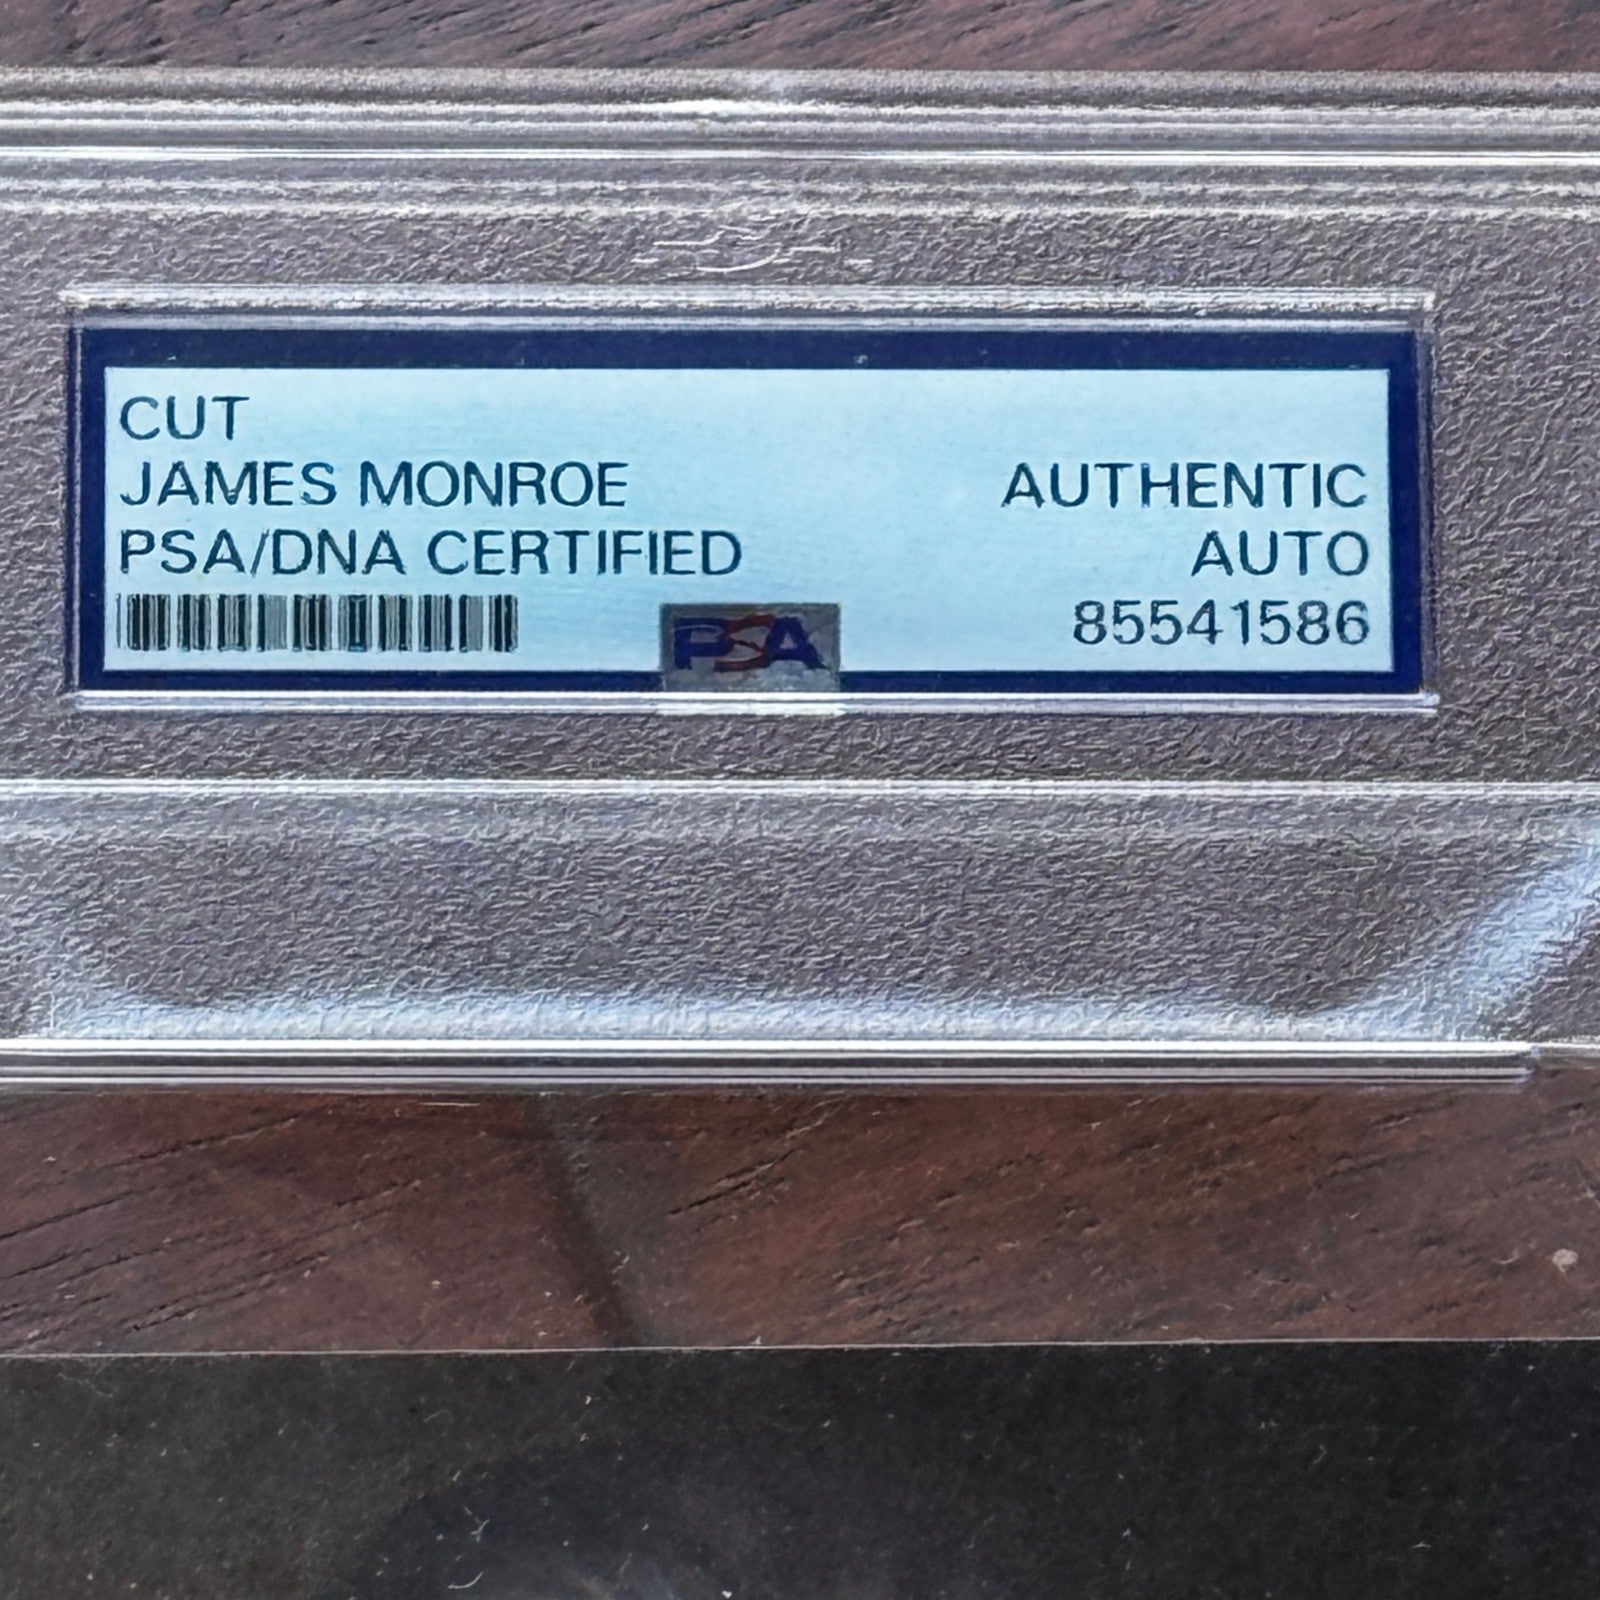 CUT
JAMES MONROE AUTHENTIC
PSA/DNA CERTIFIED AUTO
PSA 85541586